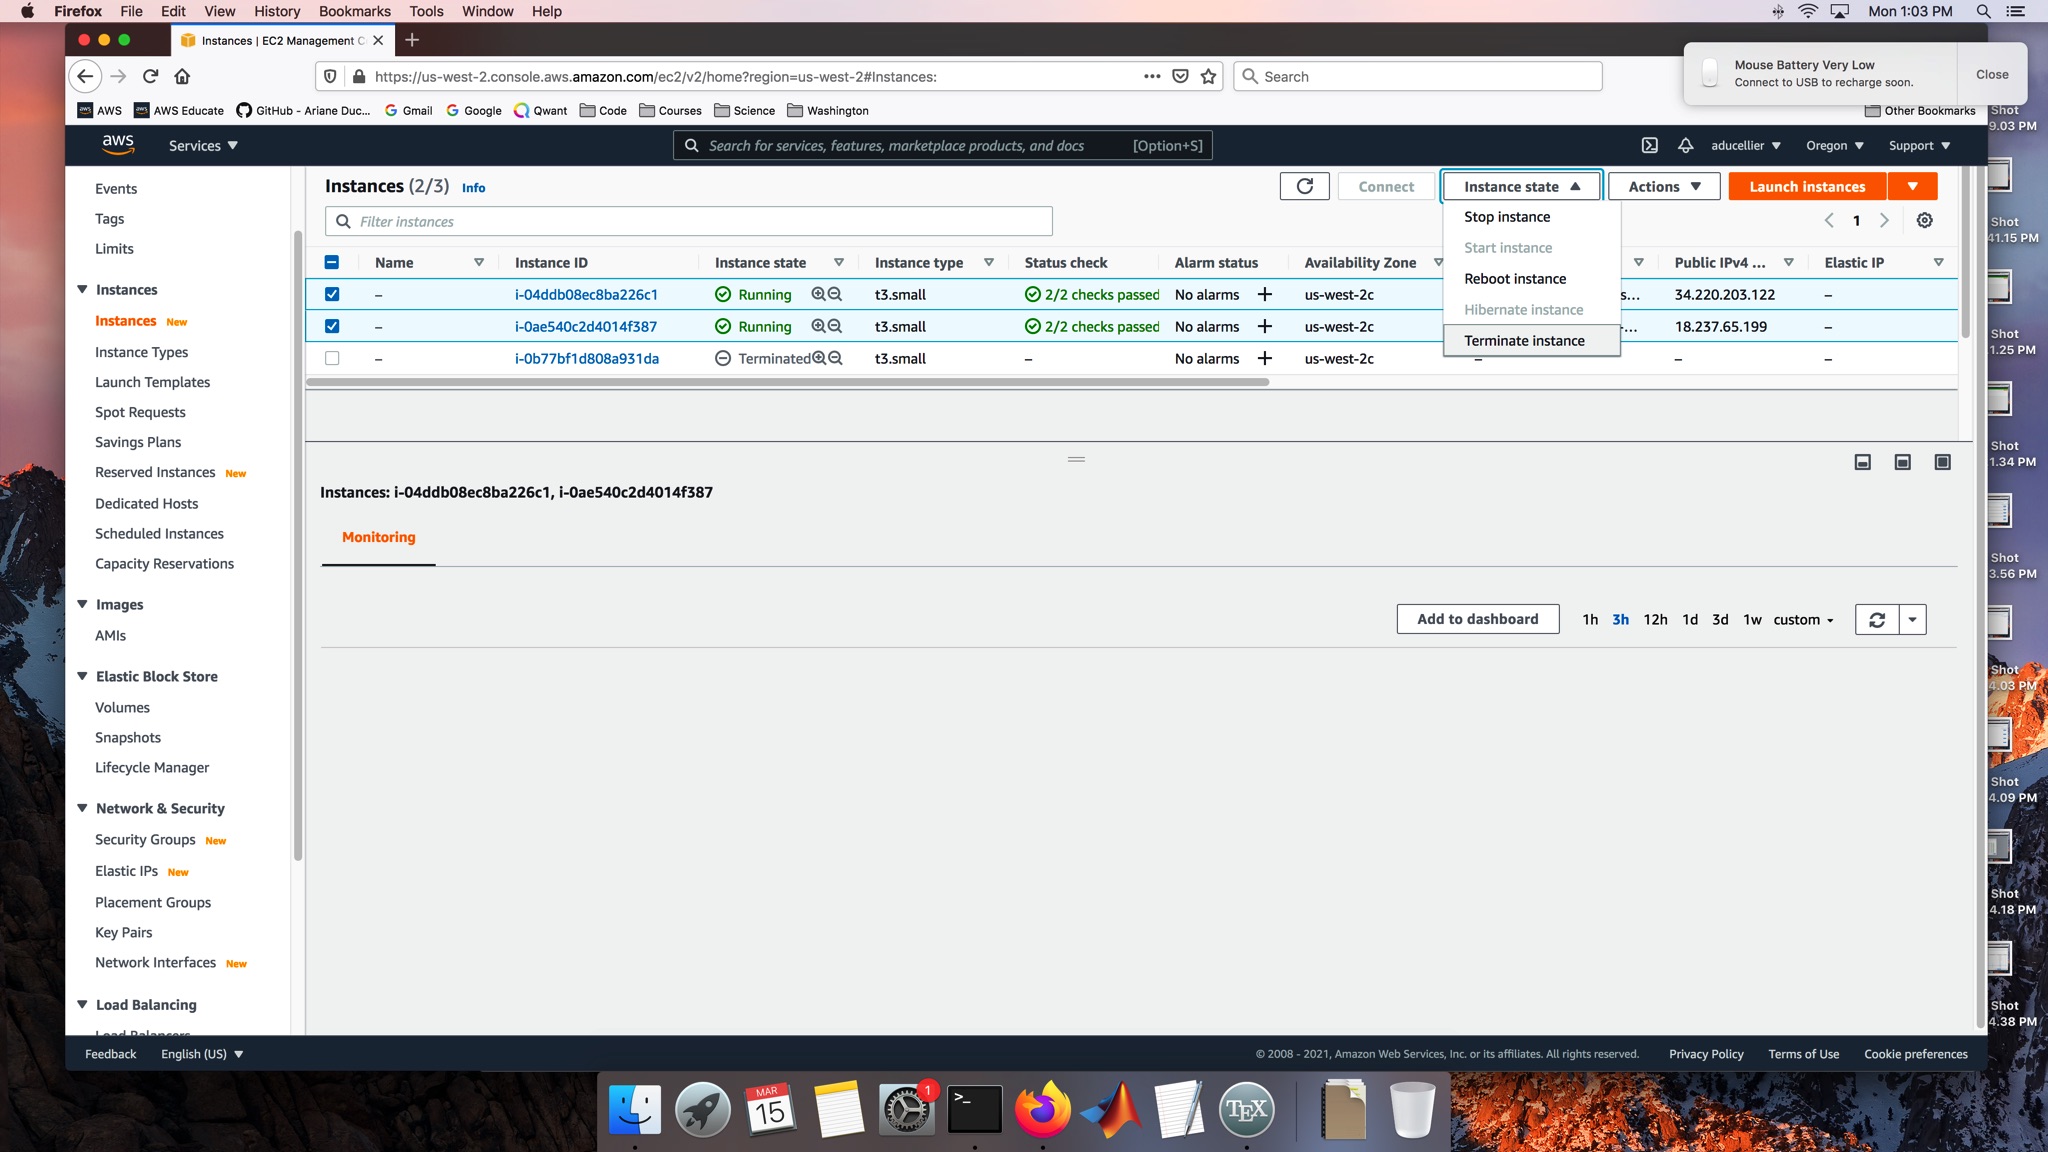 Firefox File Edit View History Bookmarks Tools Window Help Mon 1:03 PM
Instances | EC2 Management C
Mouse Battery Very Low
Connect to USB to recharge soon.
Close
https://us-west-2.console.aws.amazon.com/ec2/v2/home?region=us-west-2#Instances:
Search
AWS AWS Educate GitHub - Ariane Duc... Gmail Google Qwant Code Courses Science Washington Other Bookmarks
aws Services Search for services, features, marketplace products, and docs [Option+S] aducellier Oregon Support
Events
Tags
Limits
Instances
Instances New
Instance Types
Launch Templates
Spot Requests
Savings Plans
Reserved Instances New
Dedicated Hosts
Scheduled Instances
Capacity Reservations
Images
AMIs
Elastic Block Store
Volumes
Snapshots
Lifecycle Manager
Network & Security
Security Groups New
Elastic IPs New
Placement Groups
Key Pairs
Network Interfaces New
Load Balancing
Load Balancers
Instances (2/3) Info
Connect Instance state Actions Launch instances
Filter instances
1
Stop instance
Start instance
Reboot instance
Hibernate instance
Terminate instance
Name Instance ID Instance state Instance type Status check Alarm status Availability Zone Public IPv4 ... Elastic IP
– i-04ddb08ec8ba226c1 Running t3.small 2/2 checks passed No alarms + us-west-2c s... 34.220.203.122 –
– i-0ae540c2d4014f387 Running t3.small 2/2 checks passed No alarms + us-west-2c -... 18.237.65.199 –
– i-0b77bf1d808a931da Terminated t3.small – No alarms + us-west-2c – – –
Instances: i-04ddb08ec8ba226c1, i-0ae540c2d4014f387
Monitoring
Add to dashboard 1h 3h 12h 1d 3d 1w custom
Feedback English (US) © 2008 - 2021, Amazon Web Services, Inc. or its affiliates. All rights reserved. Privacy Policy Terms of Use Cookie preferences
Shot
9.03 PM
Shot
41.15 PM
Shot
1.25 PM
Shot
1.34 PM
Shot
3.56 PM
Shot
4.03 PM
Shot
4.09 PM
Shot
4.18 PM
Shot
4.38 PM
MAR
15
1
>_
TEX